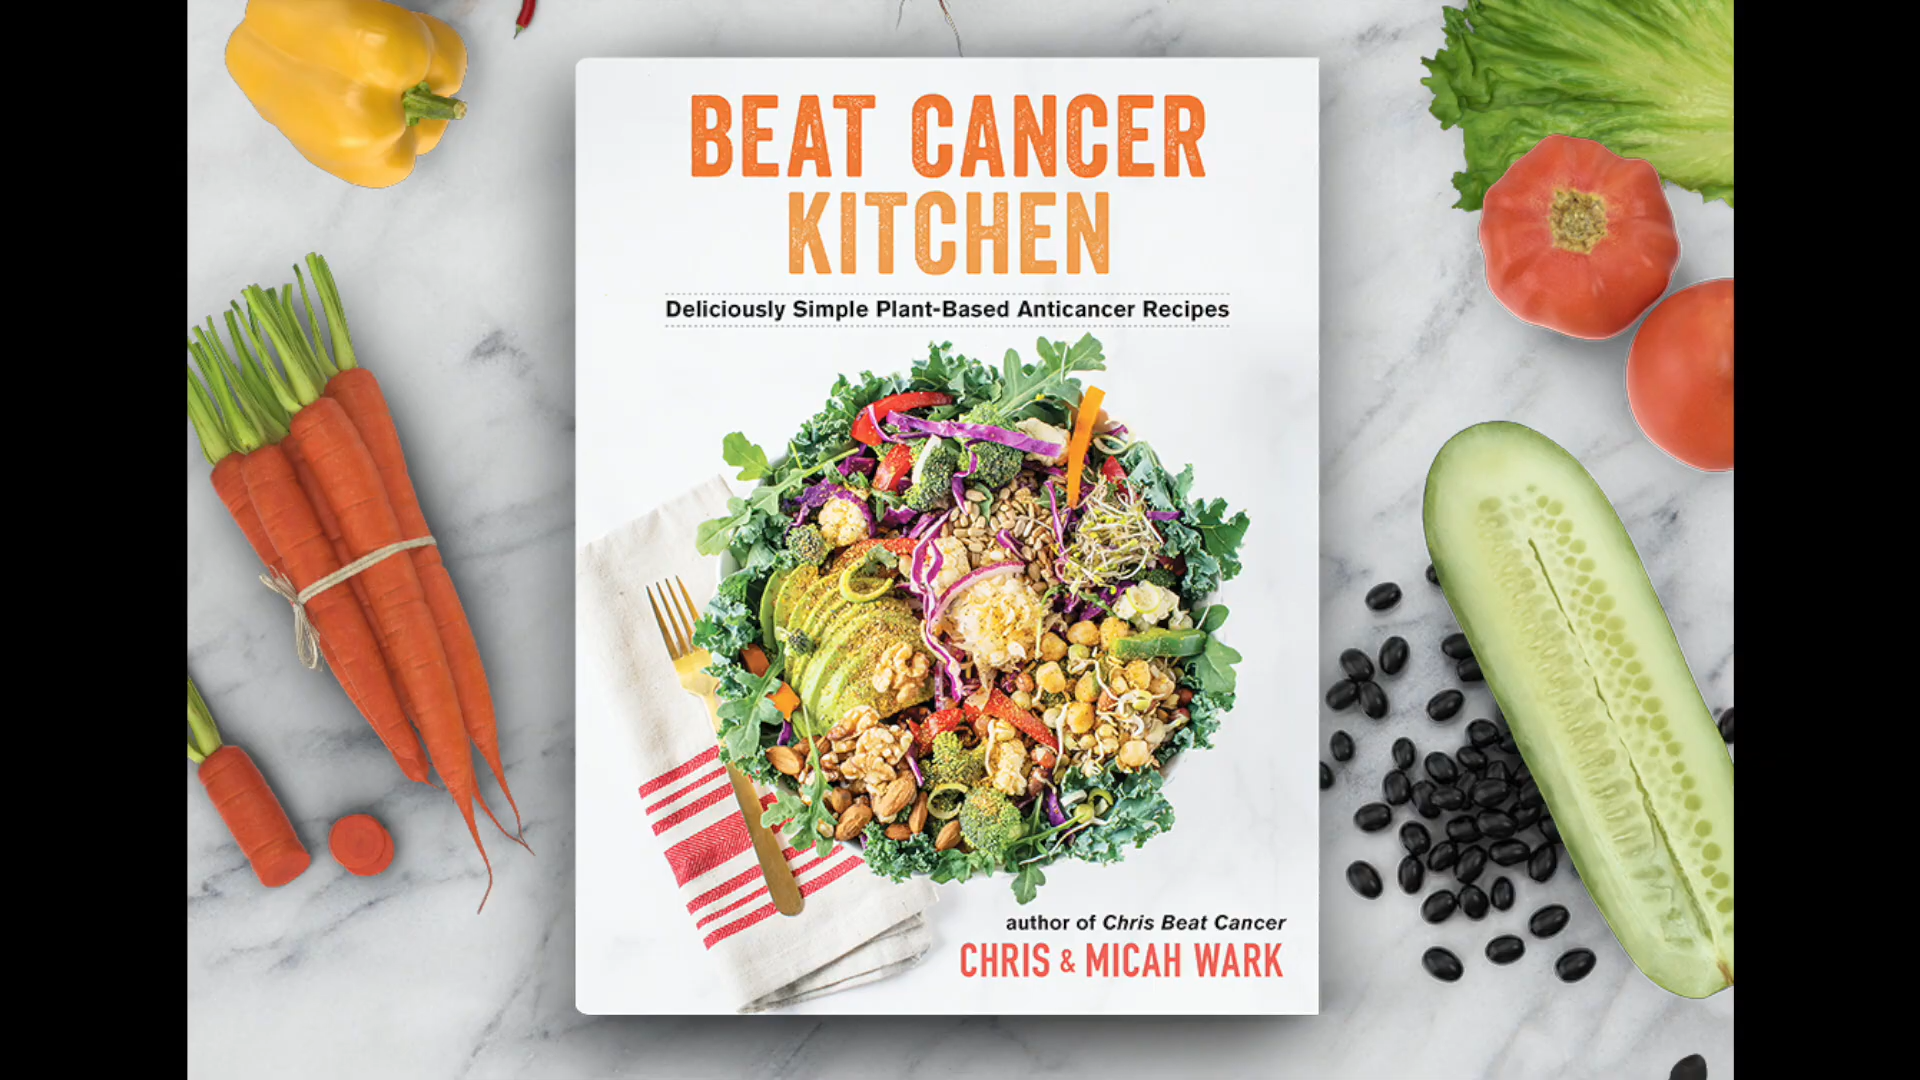 BEAT CANCER
KITCHEN
Deliciously Simple Plant-Based Anticancer Recipes
author of Chris Beat Cancer
CHRIS & MICAH WARK